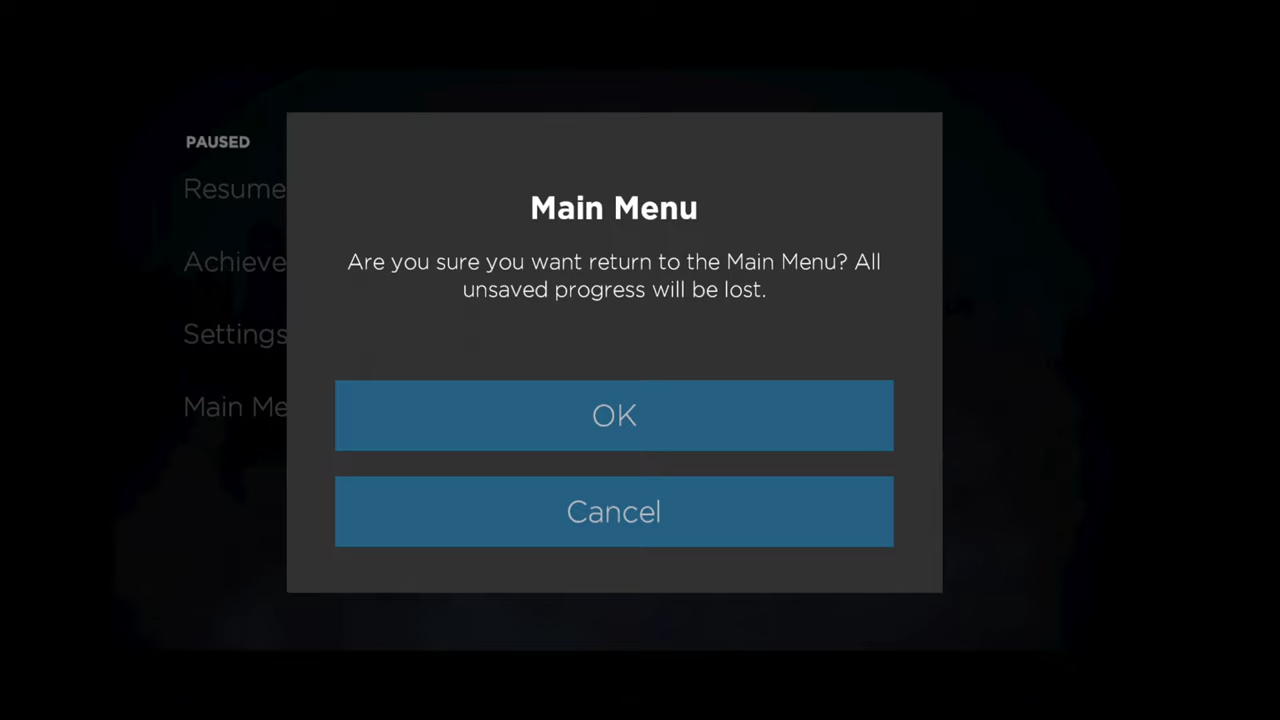 PAUSED
Resume
Achieve
Settings
Main Me
Main Menu
Are you sure you want return to the Main Menu? All
unsaved progress will be lost.
OK
Cancel